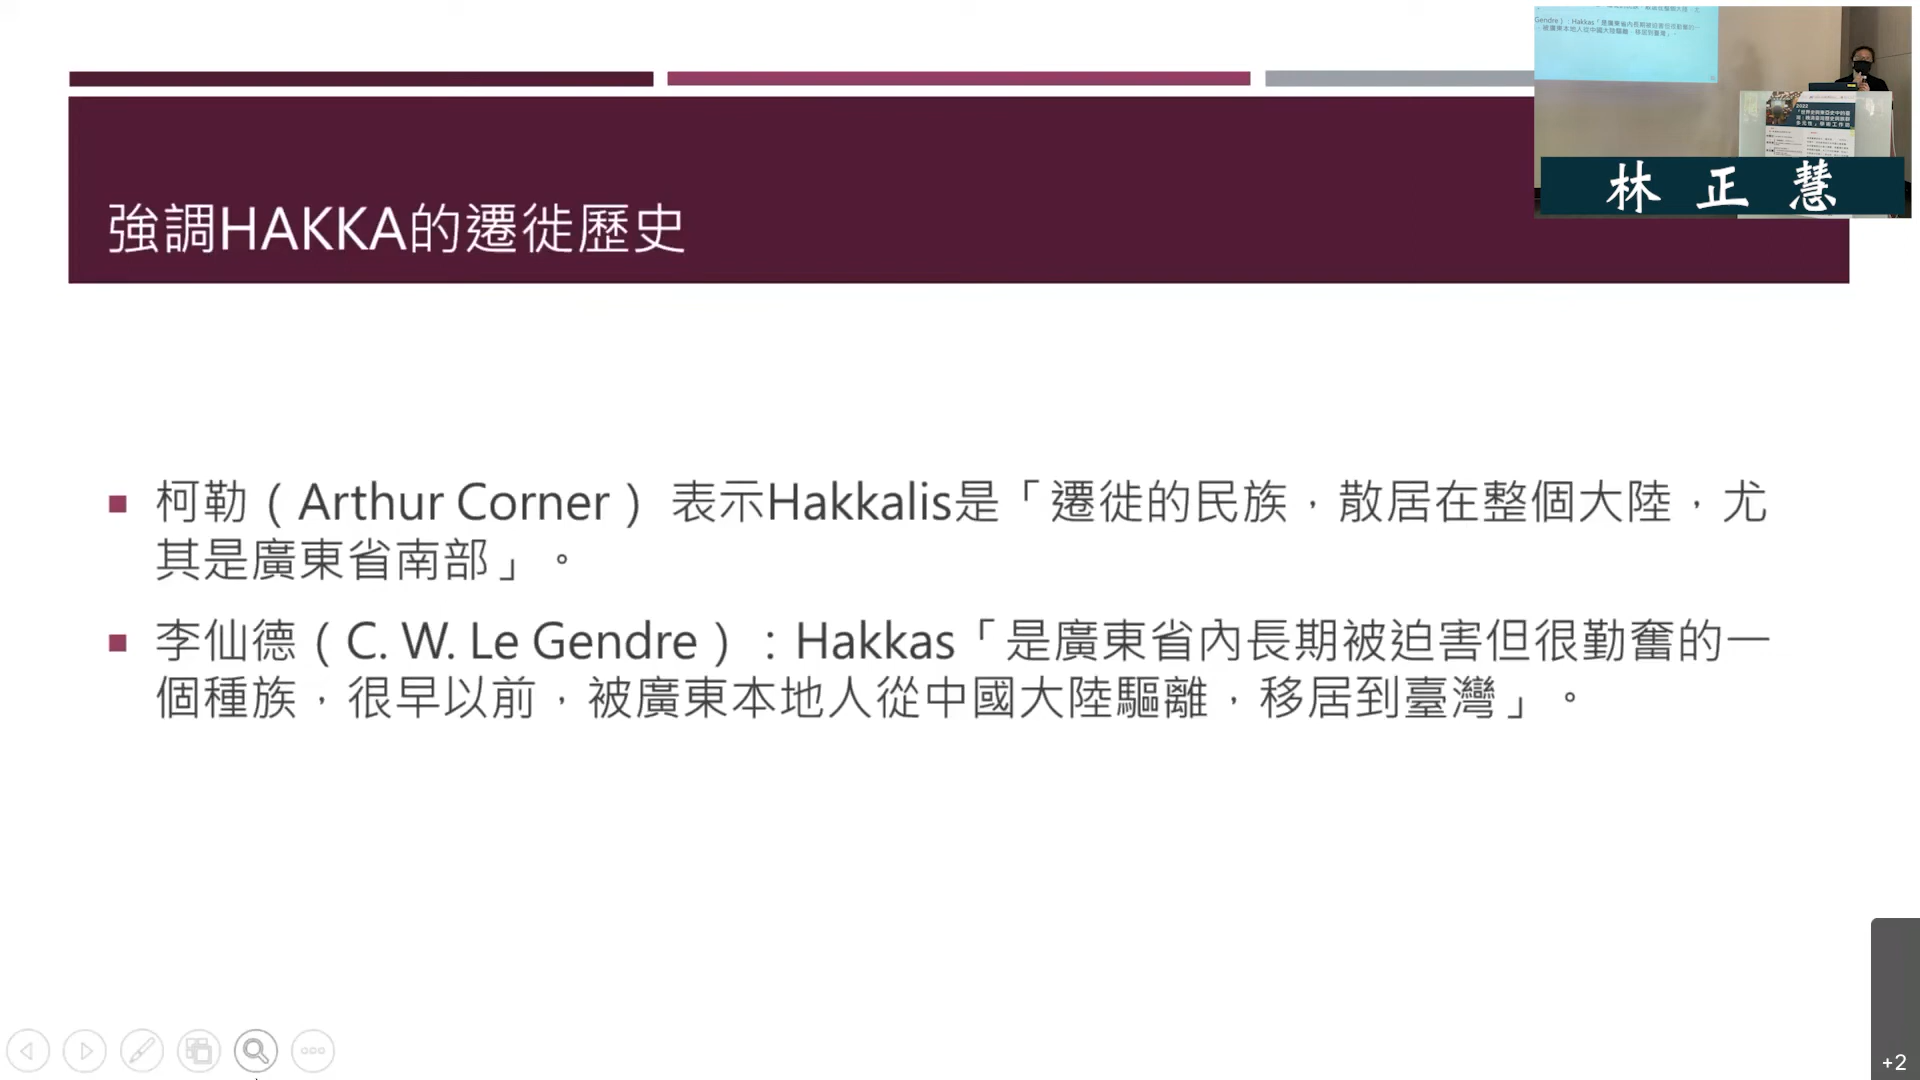 強調HAKKA的遷徙歷史
林 正 慧
柯勒（Arthur Corner） 表示Hakkalis是「遷徙的民族，散居在整個大陸，尤
其是廣東省南部」。
李仙德（C. W. Le Gendre）：Hakkas「是廣東省內長期被迫害但很勤奮的一
個種族，很早以前，被廣東本地人從中國大陸驅離，移居到臺灣」。
+2